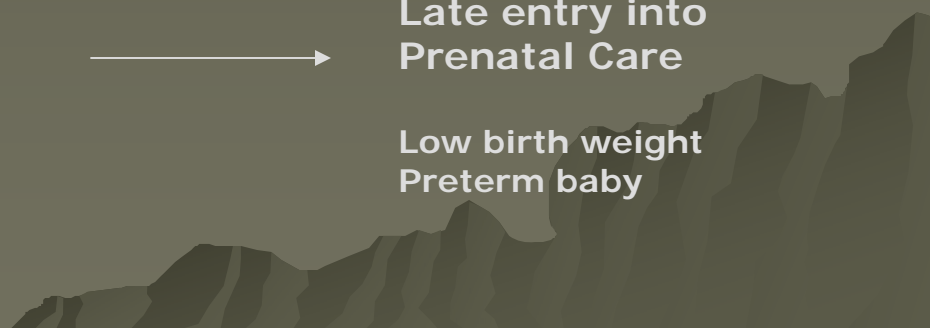 Late entry into
Prenatal Care
Low birth weight
Preterm baby